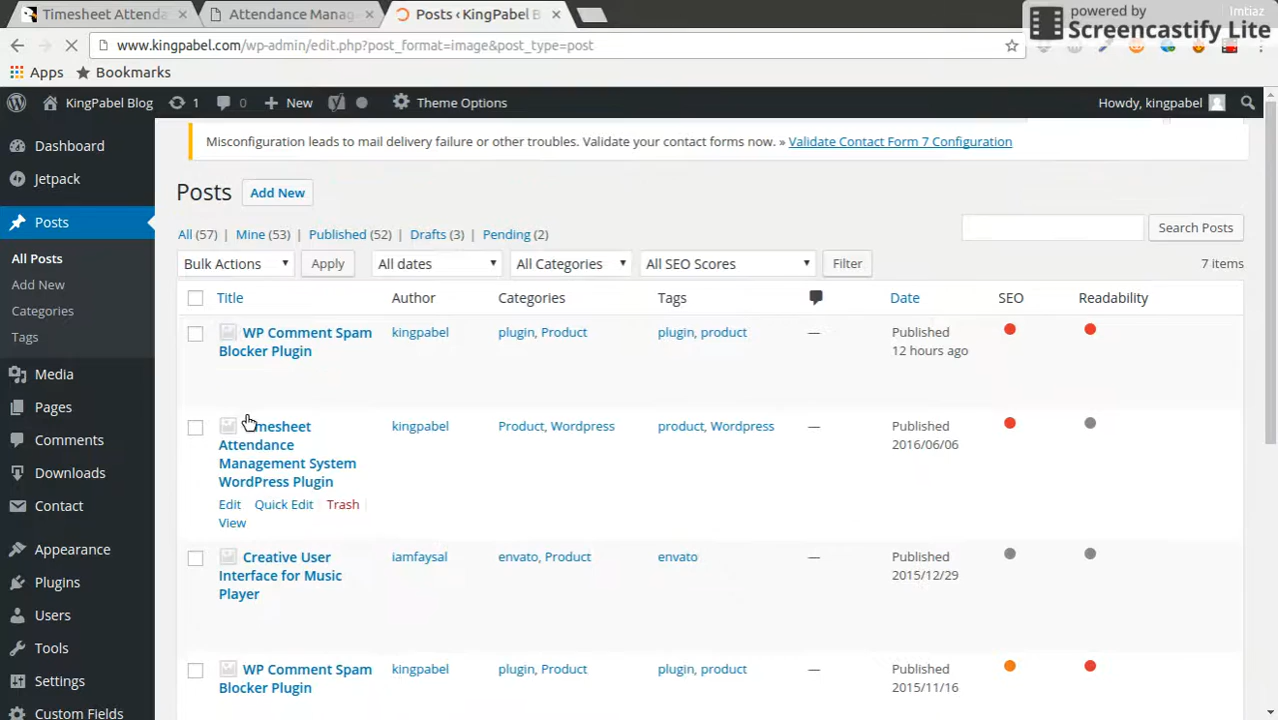 Timesheet Attenda
Attendance Manag
Posts ‹ KingPabel B
Imtiaz
powered by
Screencastify Lite
www.kingpabel.com/wp-admin/edit.php?post_format=image&post_type=post
Apps
Bookmarks
KingPabel Blog
1
0
New
Theme Options
Howdy, kingpabel
Misconfiguration leads to mail delivery failure or other troubles. Validate your contact forms now. » Validate Contact Form 7 Configuration
Dashboard
Jetpack
Posts
All Posts
Add New
Categories
Tags
Media
Pages
Comments
Downloads
Contact
Appearance
Plugins
Users
Tools
Settings
Custom Fields
Posts Add New
All (57) | Mine (53) | Published (52) | Drafts (3) | Pending (2)
Search Posts
Bulk Actions Apply All dates All Categories All SEO Scores Filter 7 items
Title Author Categories Tags Date SEO Readability
WP Comment Spam Blocker Plugin kingpabel plugin, Product plugin, product — Published
12 hours ago
Timesheet kingpabel Product, Wordpress product, Wordpress — Published
Attendance 2016/06/06
Management System
WordPress Plugin
Edit Quick Edit Trash |
View
Creative User iamfaysal envato, Product envato — Published
Interface for Music 2015/12/29
Player
WP Comment Spam kingpabel plugin, Product plugin, product — Published
Blocker Plugin 2015/11/16